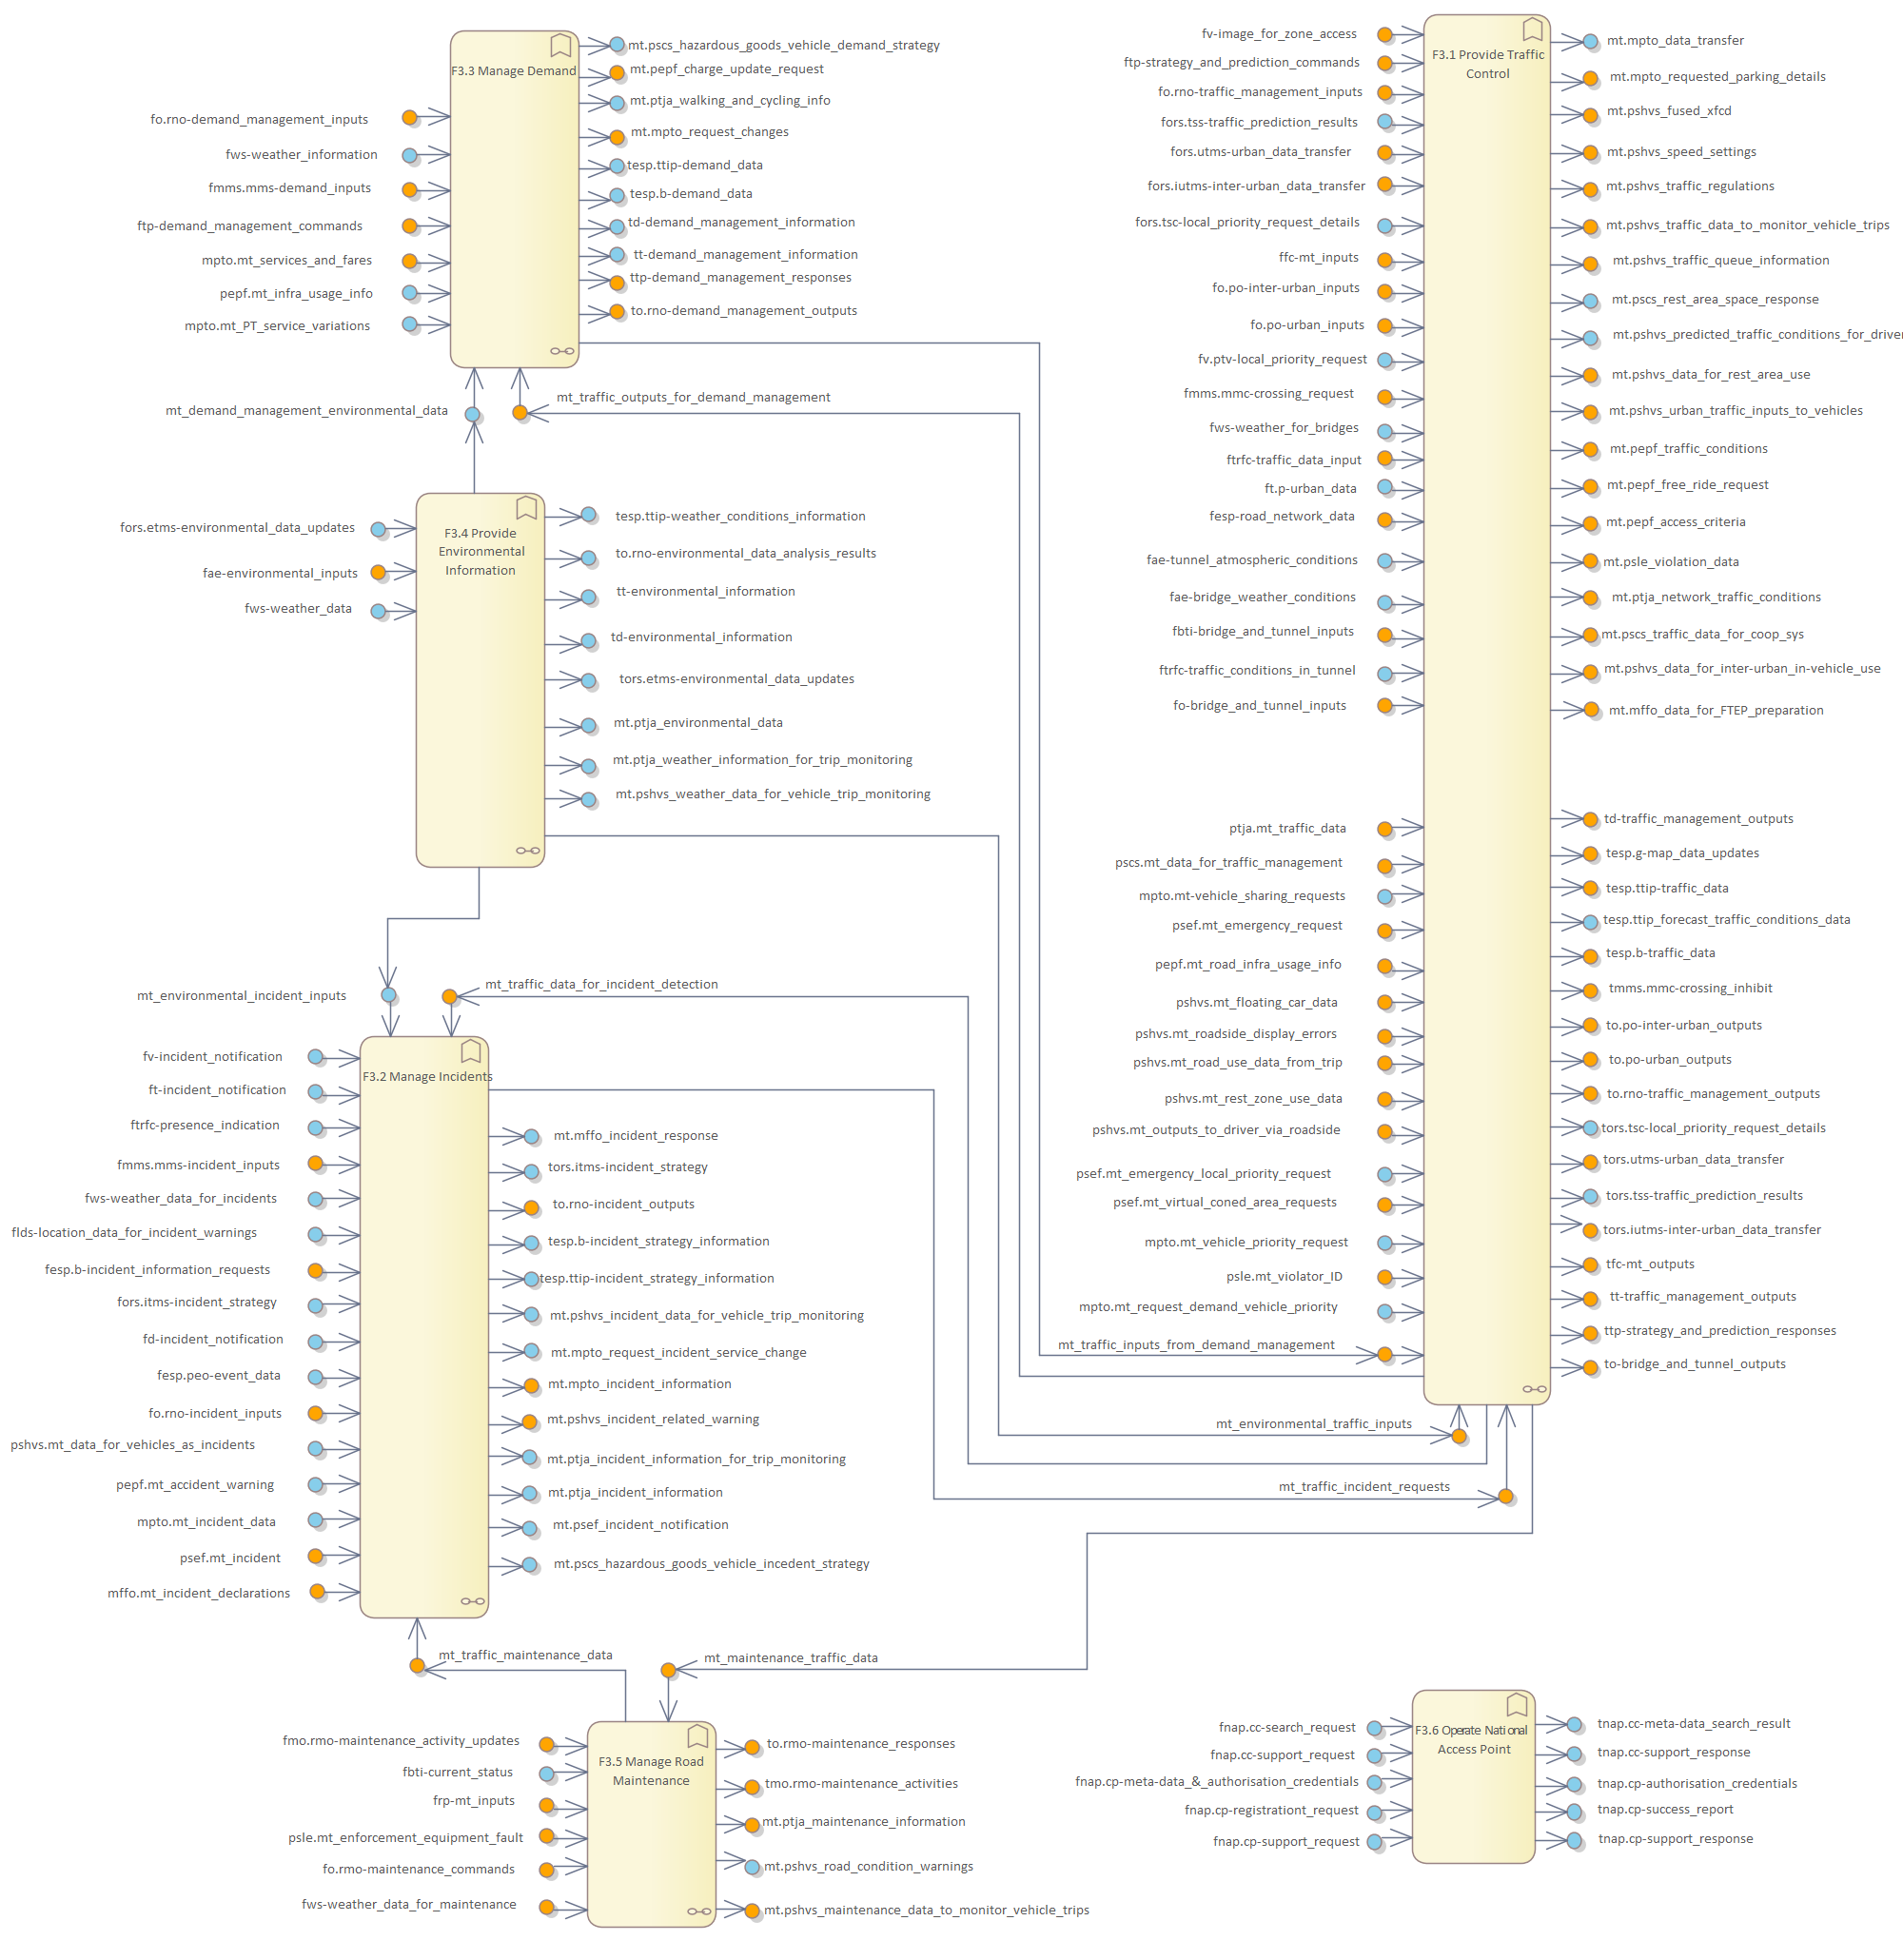 F3.3 Manage Demand
fo.rno-demand_management_inputs
fws-weather_information
fmms.mms-demand_inputs
ftp-demand_management_commands
mpto.mt_services_and_fares
pepf.mt_infra_usage_info
mpto.mt_PT_service_variations
mt.pscs_hazardous_goods_vehicle_demand_strategy
mt.pepf_charge_update_request
mt.ptja_walking_and_cycling_info
mt.mpto_request_changes
tesp.ttip-demand_data
tesp.b-demand_data
td-demand_management_information
tt-demand_management_information
ttp-demand_management_responses
to.rno-demand_management_outputs
mt_demand_management_environmental_data
mt_traffic_outputs_for_demand_management
F3.4 Provide
Environmental
Information
fors.etms-environmental_data_updates
fae-environmental_inputs
fws-weather_data
tesp.ttip-weather_conditions_information
to.rno-environmental_data_analysis_results
tt-environmental_information
td-environmental_information
tors.etms-environmental_data_updates
mt.ptja_environmental_data
mt.ptja_weather_information_for_trip_monitoring
mt.pshvs_weather_data_for_vehicle_trip_monitoring
mt_environmental_incident_inputs
mt_traffic_data_for_incident_detection
F3.2 Manage Incidents
fv-incident_notification
ft-incident_notification
ftrfc-presence_indication
fmms.mms-incident_inputs
fws-weather_data_for_incidents
flds-location_data_for_incident_warnings
fesp.b-incident_information_requests
fors.itms-incident_strategy
fd-incident_notification
fesp.peo-event_data
fo.rno-incident_inputs
pshvs.mt_data_for_vehicles_as_incidents
pepf.mt_accident_warning
mpto.mt_incident_data
psef.mt_incident
mffo.mt_incident_declarations
mt.mffo_incident_response
tors.itms-incident_strategy
to.rno-incident_outputs
tesp.b-incident_strategy_information
tesp.ttip-incident_strategy_information
mt.pshvs_incident_data_for_vehicle_trip_monitoring
mt.mpto_request_incident_service_change
mt.mpto_incident_information
mt.pshvs_incident_related_warning
mt.ptja_incident_information_for_trip_monitoring
mt.ptja_incident_information
mt.psef_incident_notification
mt.pscs_hazardous_goods_vehicle_incedent_strategy
mt_traffic_maintenance_data
mt_maintenance_traffic_data
F3.5 Manage Road
Maintenance
fmo.rmo-maintenance_activity_updates
fbti-current_status
frp-mt_inputs
psle.mt_enforcement_equipment_fault
fo.rmo-maintenance_commands
fws-weather_data_for_maintenance
to.rmo-maintenance_responses
tmo.rmo-maintenance_activities
mt.ptja_maintenance_information
mt.pshvs_road_condition_warnings
mt.pshvs_maintenance_data_to_monitor_vehicle_trips
F3.1 Provide Traffic
Control
fv-image_for_zone_access
ftp-strategy_and_prediction_commands
fo.rno-traffic_management_inputs
fors.tss-traffic_prediction_results
fors.utms-urban_data_transfer
fors.iutms-inter-urban_data_transfer
fors.tsc-local_priority_request_details
ffc-mt_inputs
fo.po-inter-urban_inputs
fo.po-urban_inputs
fv.ptv-local_priority_request
fmms.mmc-crossing_request
fws-weather_for_bridges
ftrfc-traffic_data_input
ft.p-urban_data
fesp-road_network_data
fae-tunnel_atmospheric_conditions
fae-bridge_weather_conditions
fbti-bridge_and_tunnel_inputs
ftrfc-traffic_conditions_in_tunnel
fo-bridge_and_tunnel_inputs
ptja.mt_traffic_data
pscs.mt_data_for_traffic_management
mpto.mt-vehicle_sharing_requests
psef.mt_emergency_request
pepf.mt_road_infra_usage_info
pshvs.mt_floating_car_data
pshvs.mt_roadside_display_errors
pshvs.mt_road_use_data_from_trip
pshvs.mt_rest_zone_use_data
pshvs.mt_outputs_to_driver_via_roadside
psef.mt_emergency_local_priority_request
psef.mt_virtual_coned_area_requests
mpto.mt_vehicle_priority_request
psle.mt_violator_ID
mpto.mt_request_demand_vehicle_priority
mt_traffic_inputs_from_demand_management
mt_environmental_traffic_inputs
mt_traffic_incident_requests
mt.mpto_data_transfer
mt.mpto_requested_parking_details
mt.pshvs_fused_xfcd
mt.pshvs_speed_settings
mt.pshvs_traffic_regulations
mt.pshvs_traffic_data_to_monitor_vehicle_trips
mt.pshvs_traffic_queue_information
mt.pscs_rest_area_space_response
mt.pshvs_predicted_traffic_conditions_for_driver
mt.pshvs_data_for_rest_area_use
mt.pshvs_urban_traffic_inputs_to_vehicles
mt.pepf_traffic_conditions
mt.pepf_free_ride_request
mt.pepf_access_criteria
mt.psle_violation_data
mt.ptja_network_traffic_conditions
mt.pscs_traffic_data_for_coop_sys
mt.pshvs_data_for_inter-urban_in-vehicle_use
mt.mffo_data_for_FTEP_preparation
td-traffic_management_outputs
tesp.g-map_data_updates
tesp.ttip-traffic_data
tesp.ttip_forecast_traffic_conditions_data
tesp.b-traffic_data
tmms.mmc-crossing_inhibit
to.po-inter-urban_outputs
to.po-urban_outputs
to.rno-traffic_management_outputs
tors.tsc-local_priority_request_details
tors.utms-urban_data_transfer
tors.tss-traffic_prediction_results
tors.iutms-inter-urban_data_transfer
tfc-mt_outputs
tt-traffic_management_outputs
ttp-strategy_and_prediction_responses
to-bridge_and_tunnel_outputs
F3.6 Operate National
Access Point
fnap.cc-search_request
fnap.cc-support_request
fnap.cp-meta-data_&_authorisation_credentials
fnap.cp-registrationt_request
fnap.cp-support_request
tnap.cc-meta-data_search_result
tnap.cc-support_response
tnap.cp-authorisation_credentials
tnap.cp-success_report
tnap.cp-support_response